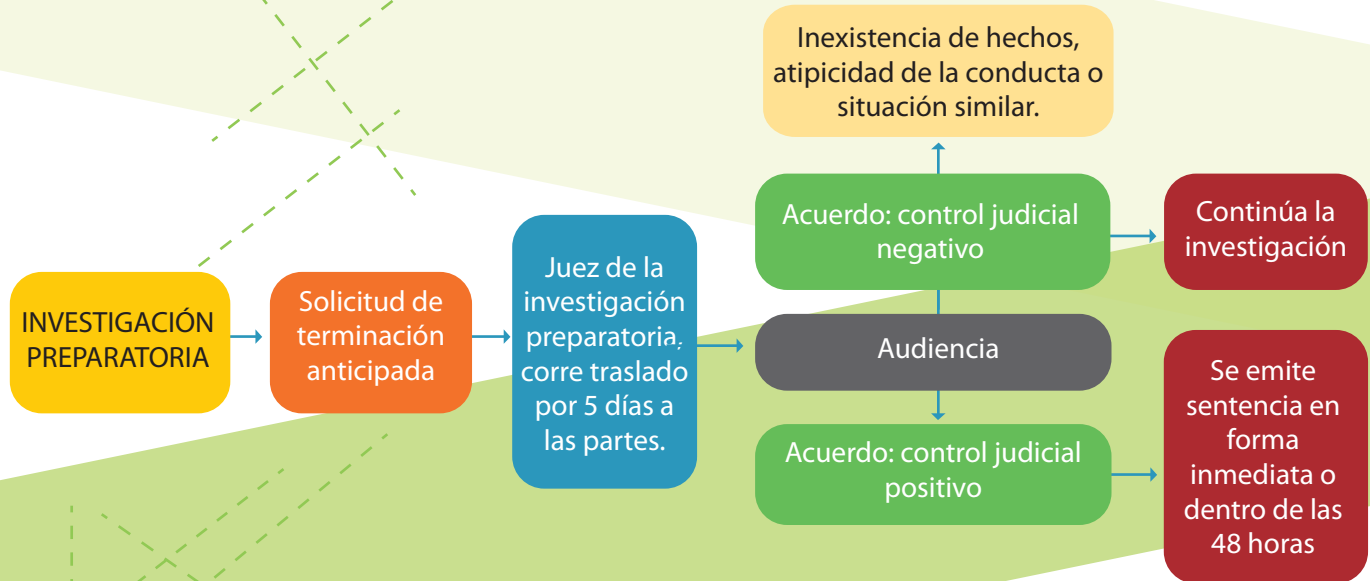 INVESTIGACIÓN
PREPARATORIA
Solicitud de
terminación
anticipada
Juez de la
investigación
preparatoria,
corre traslado
por 5 días a
las partes.
Inexistencia de hechos,
atipicidad de la conducta o
situación similar.
Acuerdo: control judicial
negativo
Continúa la
investigación
Audiencia
Acuerdo: control judicial
positivo
Se emite
sentencia en
forma
inmediata o
dentro de las
48 horas